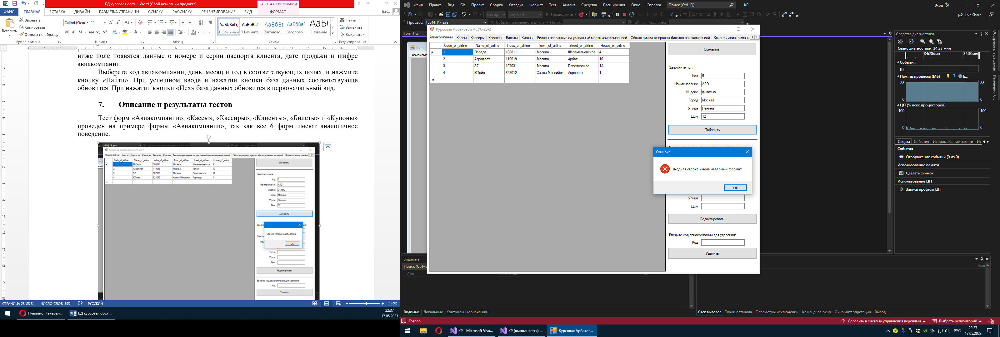 БД курсовая.docx - Word (Сбой активации продукта)
РАБОТА С РИСУНКАМИ
ФАЙЛ ГЛАВНАЯ ВСТАВКА ДИЗАЙН РАЗМЕТКА СТРАНИЦЫ ССЫЛКИ РАССЫЛКИ РЕЦЕНЗИРОВАНИЕ ВИД ФОРМАТ Вход
Вставить
Вырезать
Копировать
Формат по образцу
Calibri (Оснс 11
Ж К Ч
АаБбВвГг, АаБбВвГг, АаБбВі АаБбВвГ АаЫ
¶ Обычный ¶ Без инте... Заголово... Заголово... Название
Найти
Заменить
Выделить
Буфер обмена Шрифт Абзац Стили Редактирование
ниже поле появятся данные о номере и серии паспорта клиента, дате продажи и шифре
авиакомпании.
Выберете код авиакомпании, день, месяц и год в соответствующих полях, и нажмите
кнопку «Найти». При успешном вводе и нажатии кнопки база данных соответствующе
обновится. При нажатии кнопки «Исх» база данных обновится в первоначальный вид.
7. Описание и результаты тестов
Тест форм «Авиакомпании», «Кассы», «Кассиры», «Клиенты», «Билеты» и «Купоны»
проведен на примере формы «Авиакомпании», так как все 6 форм имеют аналогичное
поведение.
[5544] KP.exe
Курсовая Арбаковой АСУб-20-2
Авиакомпании Кассы Кассиры Клиенты Билеты Купоны Билеты проданные за указанный месяц авиакомпанией Общая сумма от продаж билетов авиакомпанией Клиенты авиакомпани
Code_of_airline Name_of_airline Index_of_airline Town_of_airline Street_of_airline House_of_airline
1 Победа 108811 Москва Шереметьевское 4
2 Аэрофлот 119019 Москва Арбат 10
3 S7 107031 Москва Павелевское 1А
4 ЮТэйр 628012 Ханты-Мансийск Аэропорт 1
Обновить
Заполните поля:
Код 5
Наименование ASD
Индекс 342342
Город Москва
Улица Ленина
Дом 12
Добавить
Строка успешно добавлена!
OK
Город
Улица
Дом
Редактировать
Введите код авиакомпании для удаления:
Код
Удалить
СТРАНИЦА 23 ИЗ 31 ЧИСЛО СЛОВ: 5331 РУССКИЙ 140%
Плейлист Генерал... БД курсовая.docx ...
22:37
17.05.2023
Файл Правка Вид Git Проект Сборка Отладка Формат Тест Анализ Средства Расширения Окно Справка Поиск (Ctrl+Q) KP Вход
Debug Any CPU Продолжить Live Share
Процесс: [5544] KP.exe События жизненного цикла Поток: Кадр стека:
Form1.cs
Курсовая Арбаковой АСУб-20-2
Авиакомпании Кассы Кассиры Клиенты Билеты Купоны Билеты проданные за указанный месяц авиакомпанией Общая сумма от продаж билетов авиакомпанией Клиенты авиакомпани
Code_of_airline Name_of_airline Index_of_airline Town_of_airline Street_of_airline House_of_airline
1 Победа 108811 Москва Шереметьевское 4
2 Аэрофлот 119019 Москва Арбат 10
3 S7 107031 Москва Павелевское 1А
4 ЮТэйр 628012 Ханты-Мансийск Аэропорт 1
Обновить
Заполните поля:
Код 5
Наименование ASD
Индекс фывфыв
Город Москва
Улица Ленина
Дом 12
Добавить
Ошибка!
Входная строка имела неверный формат.
OK
Улица
Дом
Редактировать
Введите код авиакомпании для удаления:
Код
Удалить
Средства диагностики
Сеанс диагностики: 34:33 мин
34:20мин 34:30мин
События
Память процесса (МБ) Б...
28 28
0 0
ЦП (% всех процессоров)
100 100
0 0
Сводка События Использование памяти Ис
События
Отображение событий (0 из 0)
Использование памяти
Сделать снимок
Использование ЦП
Запись профиля ЦП
Обозреватель решений
Изменения Git
Видимые
Поиск (Ctrl+E
Имя Значение Тип
Видимые Локальные Контрольные значения 1
Стек вызовов Точки останова Параметры исключений Командное окно Окно интерпретации Вывод
Готово Добавить в систему управления версиями Выбрать репозиторий 2
KP - Microsoft Visu... KP (выполняется) ... Курсовая Арбаков...
РУС
22:37
17.05.2023